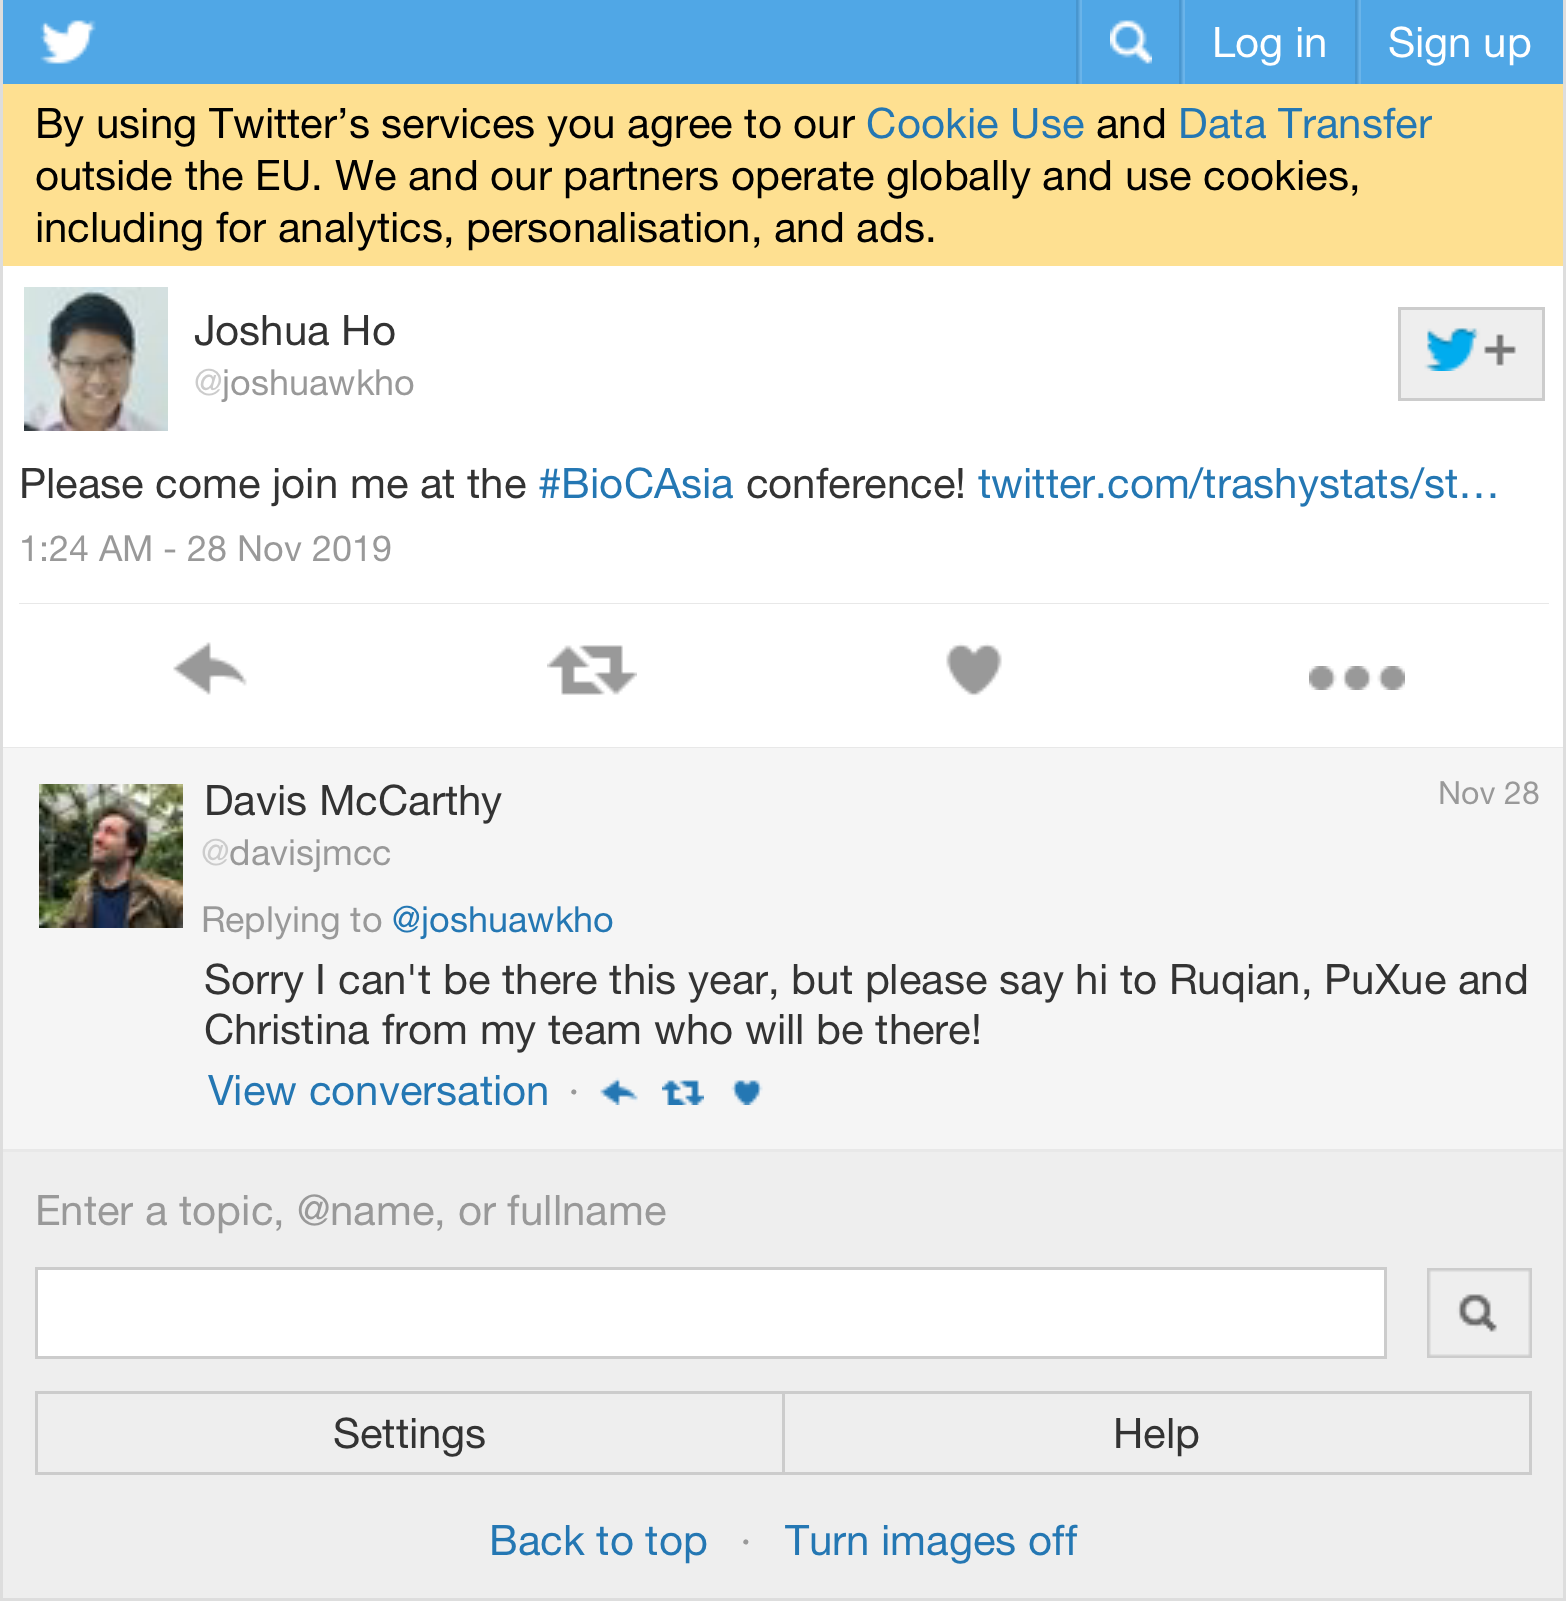 Log in
Sign up
By using Twitter’s services you agree to our Cookie Use and Data Transfer
outside the EU. We and our partners operate globally and use cookies,
including for analytics, personalisation, and ads.
Joshua Ho
@joshuawkho
+
Please come join me at the #BioCAsia conference! twitter.com/trashystats/st…
1:24 AM - 28 Nov 2019
Davis McCarthy
Nov 28
@davisjmcc
Replying to @joshuawkho
Sorry I can't be there this year, but please say hi to Ruqian, PuXue and
Christina from my team who will be there!
View conversation ·
Enter a topic, @name, or fullname
Settings
Help
Back to top · Turn images off